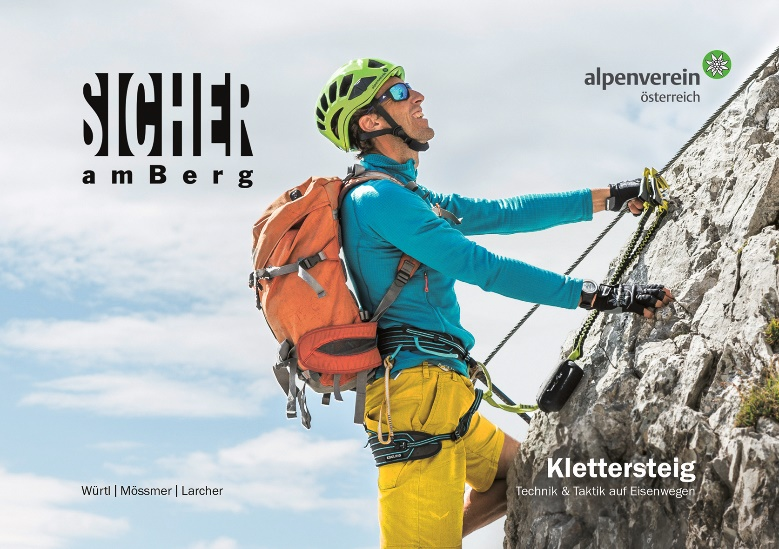 SICHER
amBerg
alpenverein
österreich
Klettersteig
Technik & Taktik auf Eisenwegen
Würtl | Mössmer | Larcher